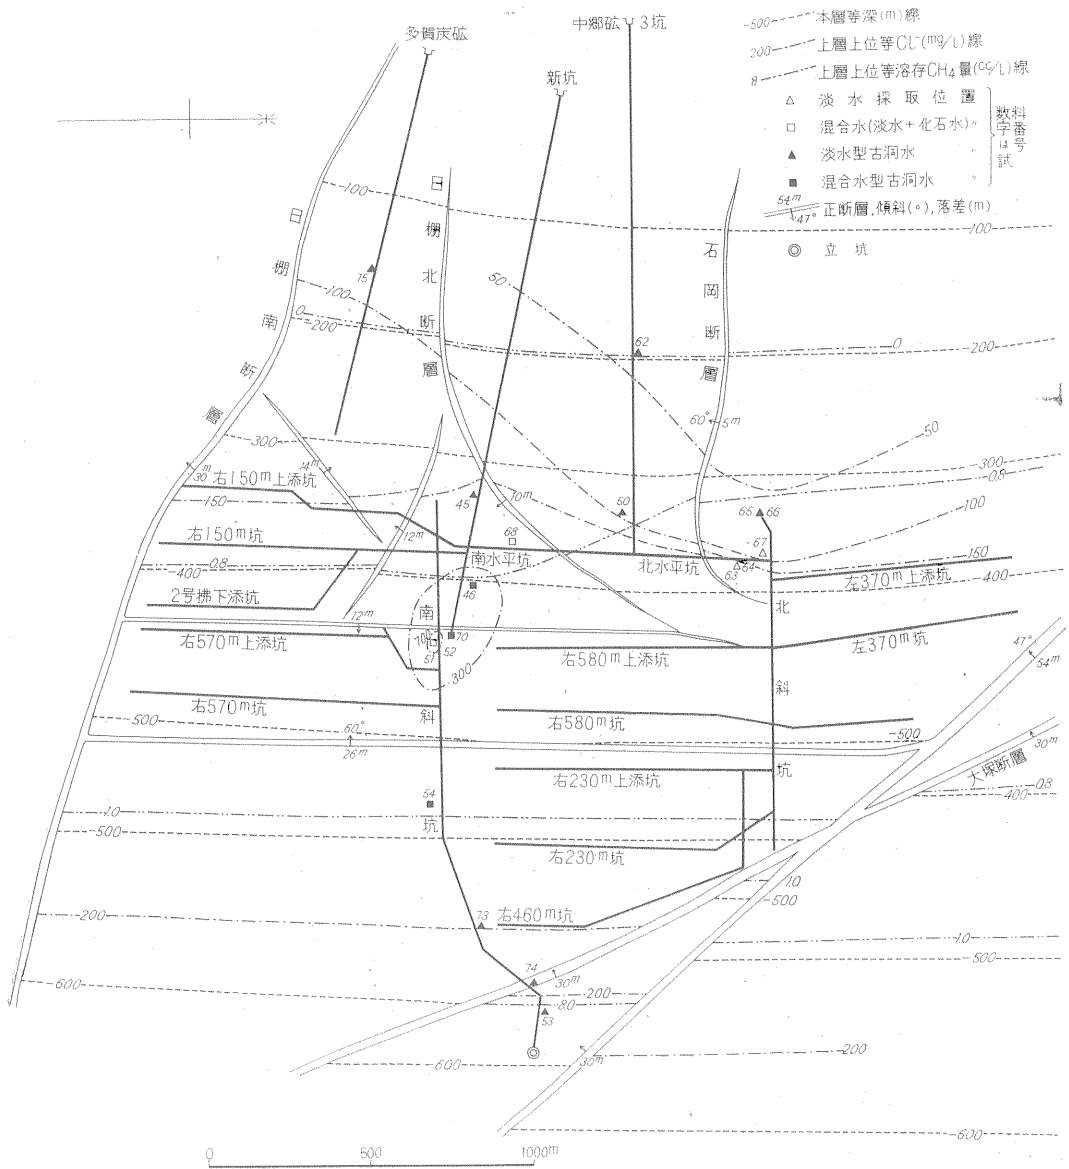 多賀炭砿
中郷砿 3坑
新坑
-500 本層等深(m)線
200 上層上位等Cl⁻(mg/L)線
8 上層上位等溶存CH₄量(cc/L)線
△ 淡水採取位置
□ 混合水(淡水+化石水) 〃
▲ 淡水型古洞水 〃
■ 混合水型古洞水 〃
数字は試料番号
54m 47° 正断層,傾斜(°),落差(m)
◎ 立坑
日棚南断層
日棚北断層
石岡断層
-100
-100
75
50
-100
0
-200
62
0
-200
60° 5m
50
-300
-300
0.8
30m
14m
右150m上添坑
150
45
10m
50
65 66
100
12m
68
67
150
右150m坑
南水平坑
北水平坑
63 64
左370m上添坑
-400
0.8
-400
46
2号拂下添坑
南斜坑
北斜坑
12m
70
70
右570m上添坑
51 52
300
右580m上添坑
左370m坑
47° 54m
右570m坑
右580m坑
-500
60°
26m
-500
30m
大塚断層
右230m上添坑
0.8
-400
54
1.0
-500
右230m坑
1.0
-500
200
73
右460m坑
1.0
-500
74
30m
-600
200
8.0
53
30m
200
-600
-600
0 500 1000m